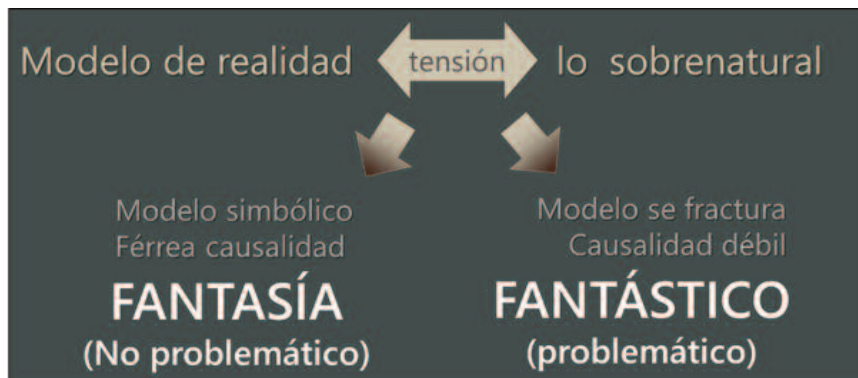 Modelo de realidad
tensión
lo sobrenatural
Modelo simbólico
Férrea causalidad
FANTASÍA
(No problemático)
Modelo se fractura
Causalidad débil
FANTÁSTICO
(problemático)